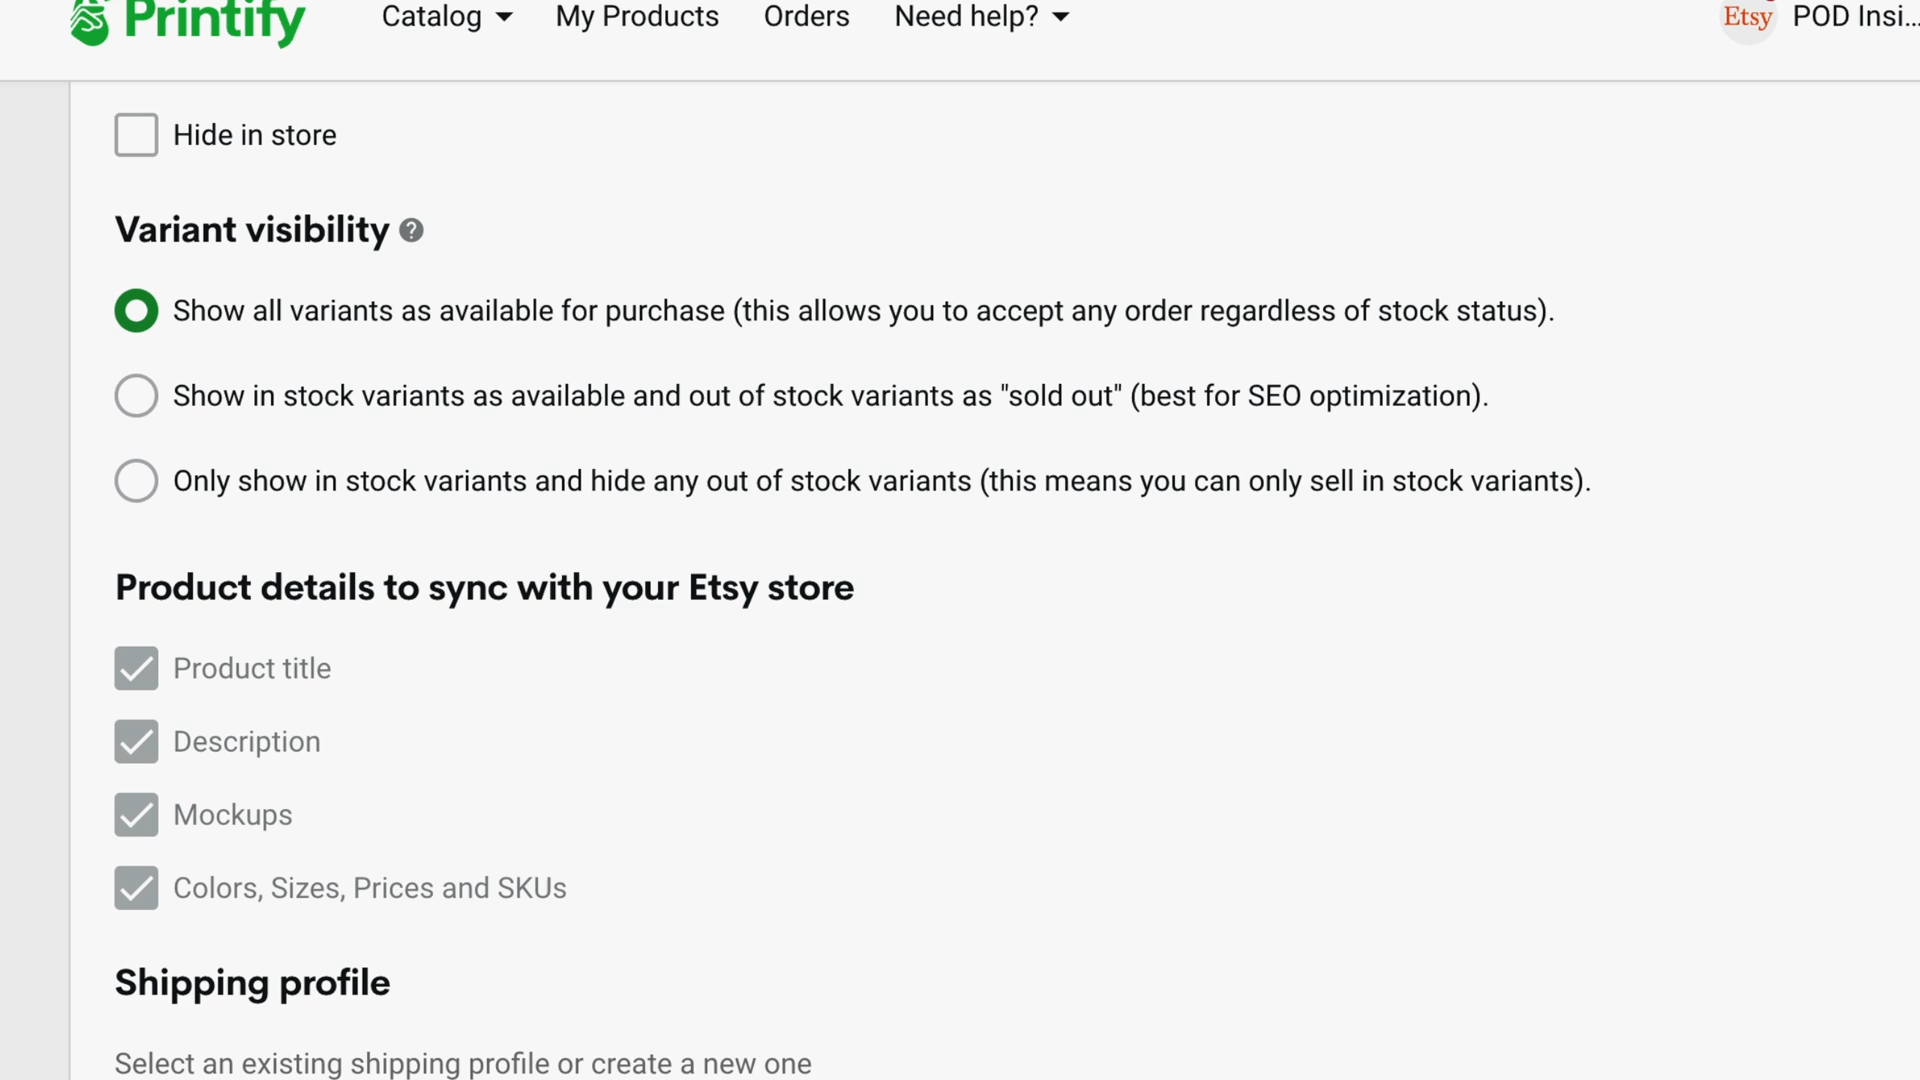 Printify Catalog My Products Orders Need help? Etsy POD Insi...
Hide in store
Variant visibility ?
Show all variants as available for purchase (this allows you to accept any order regardless of stock status).
Show in stock variants as available and out of stock variants as "sold out" (best for SEO optimization).
Only show in stock variants and hide any out of stock variants (this means you can only sell in stock variants).
Product details to sync with your Etsy store
Product title
Description
Mockups
Colors, Sizes, Prices and SKUs
Shipping profile
Select an existing shipping profile or create a new one